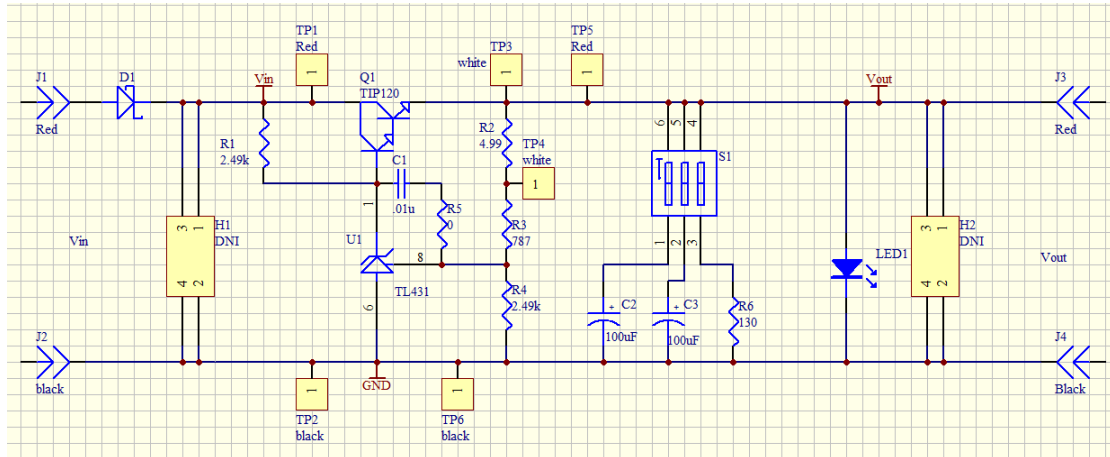 TP1
Red
TP3
white
TP5
Red
J1
Red
D1
Vin
1
Q1
TIP120
1
1
Vout
J3
Red
R1
2.49k
R2
4.99
TP4
white
1
6
5
4
S1
C1
.01u
R5
0
1
U1
8
TL431
6
R3
787
R4
2.49k
1
2
3
Vin
3
1
H1
DNI
4
2
C2
+
100uF
C3
+
100uF
R6
130
LED1
3
1
H2
DNI
4
2
Vout
J2
black
GND
1
TP2
black
1
TP6
black
J4
Black